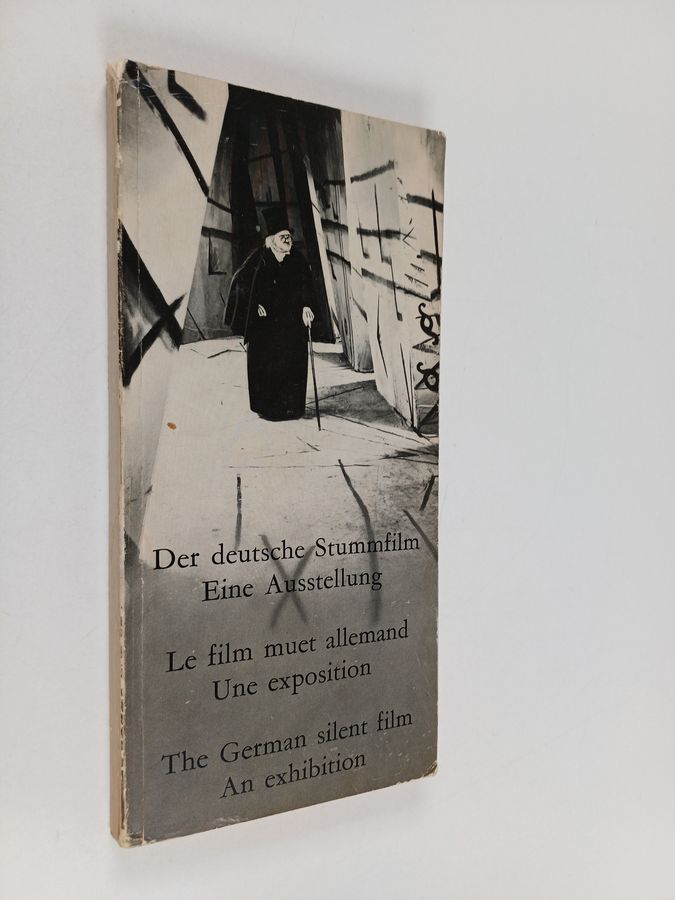 Der deutsche Stummfilm
Eine Ausstellung
Le film muet allemand
Une exposition
The German silent film
An exhibition